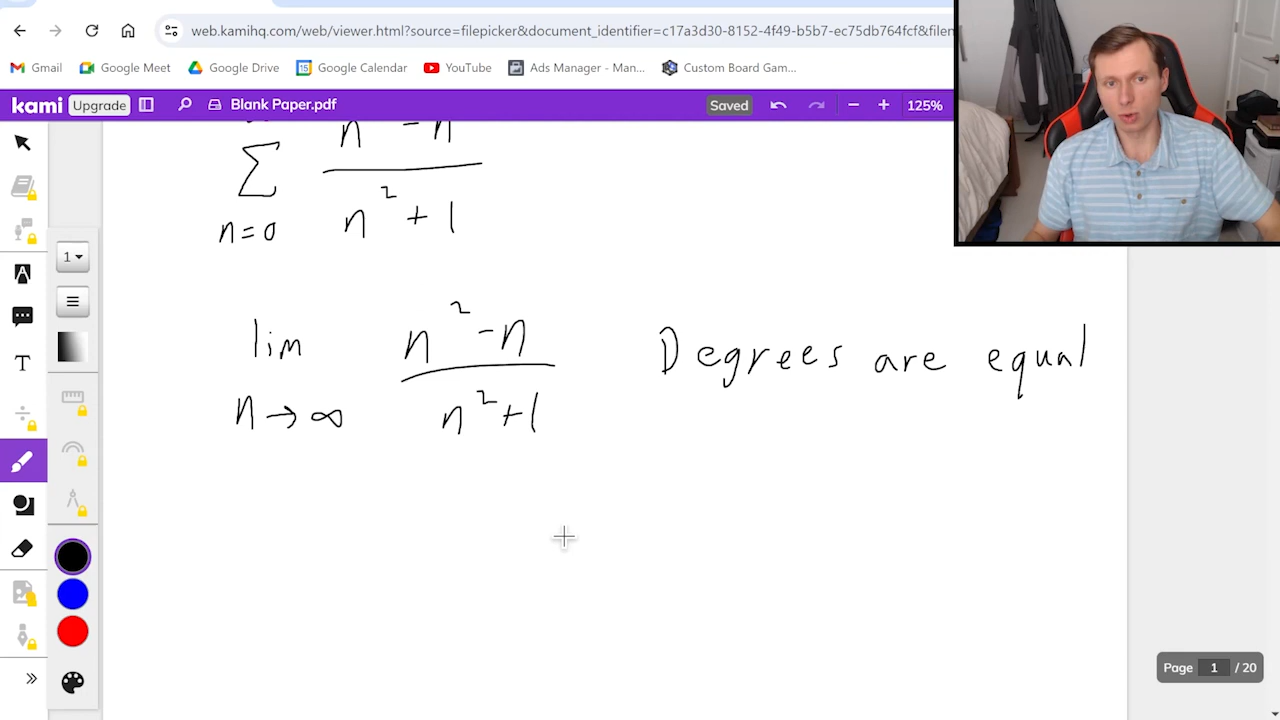 web.kamihq.com/web/viewer.html?source=filepicker&document_identifier=c17a3d30-8152-4f49-b5b7-ec75db764fcf&filen
Gmail Google Meet Google Drive 15 Google Calendar YouTube Ads Manager - Man... Custom Board Gam...
kami Upgrade Blank Paper.pdf Saved 125%
n - n
Σ
n² + 1
n=0
1
lim n² - n Degrees are equal
n → ∞ n² + 1
T
Page 1 / 20